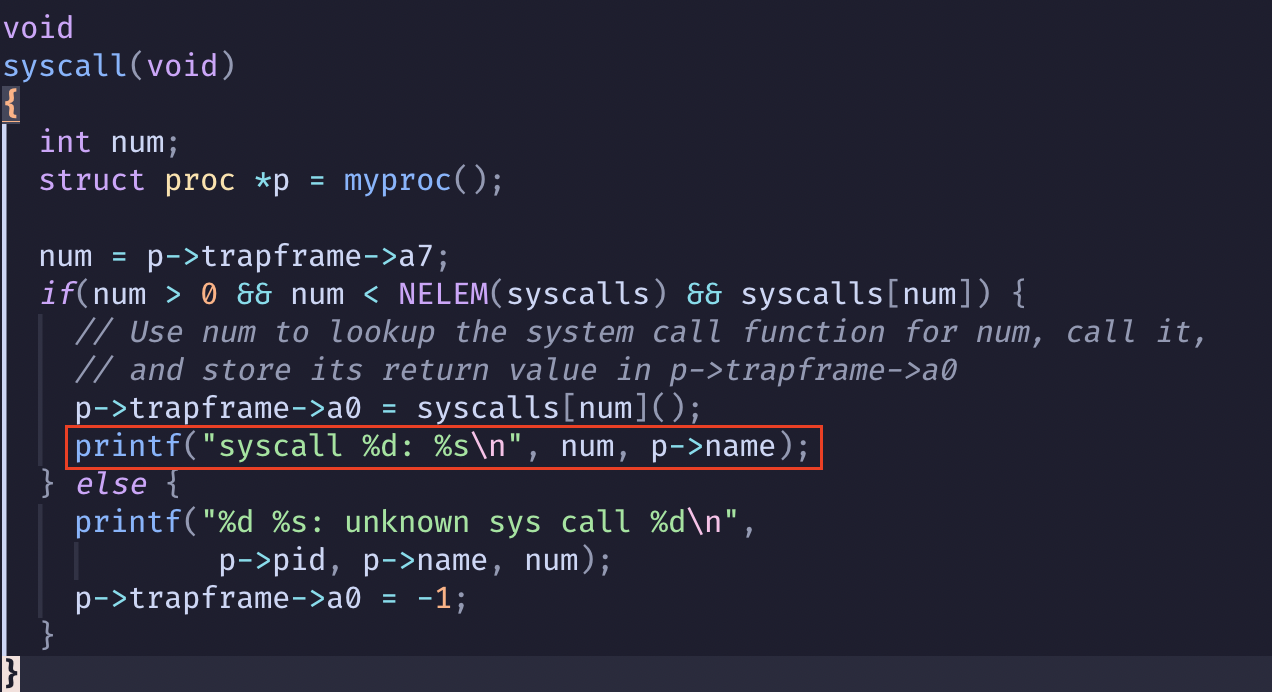 void
syscall(void)
{
  int num;
  struct proc *p = myproc();

  num = p->trapframe->a7;
  if(num > 0 && num < NELEM(syscalls) && syscalls[num]) {
    // Use num to lookup the system call function for num, call it,
    // and store its return value in p->trapframe->a0
    p->trapframe->a0 = syscalls[num]();
    printf("syscall %d: %s\n", num, p->name);
  } else {
    printf("%d %s: unknown sys call %d\n",
            p->pid, p->name, num);
    p->trapframe->a0 = -1;
  }
}